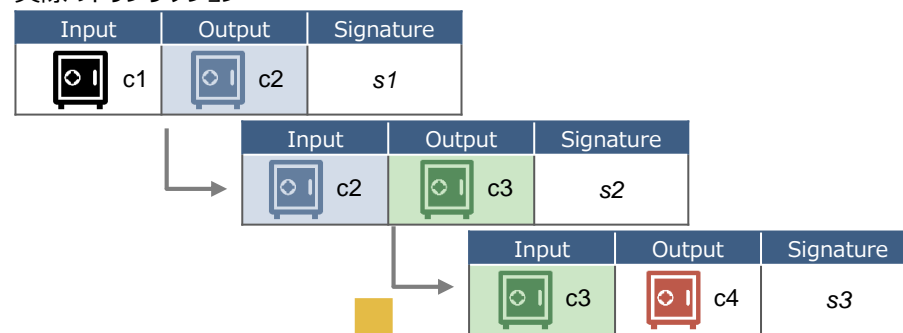 Input Output Signature
c1 c2 s1
Input Output Signature
c2 c3 s2
Input Output Signature
c3 c4 s3